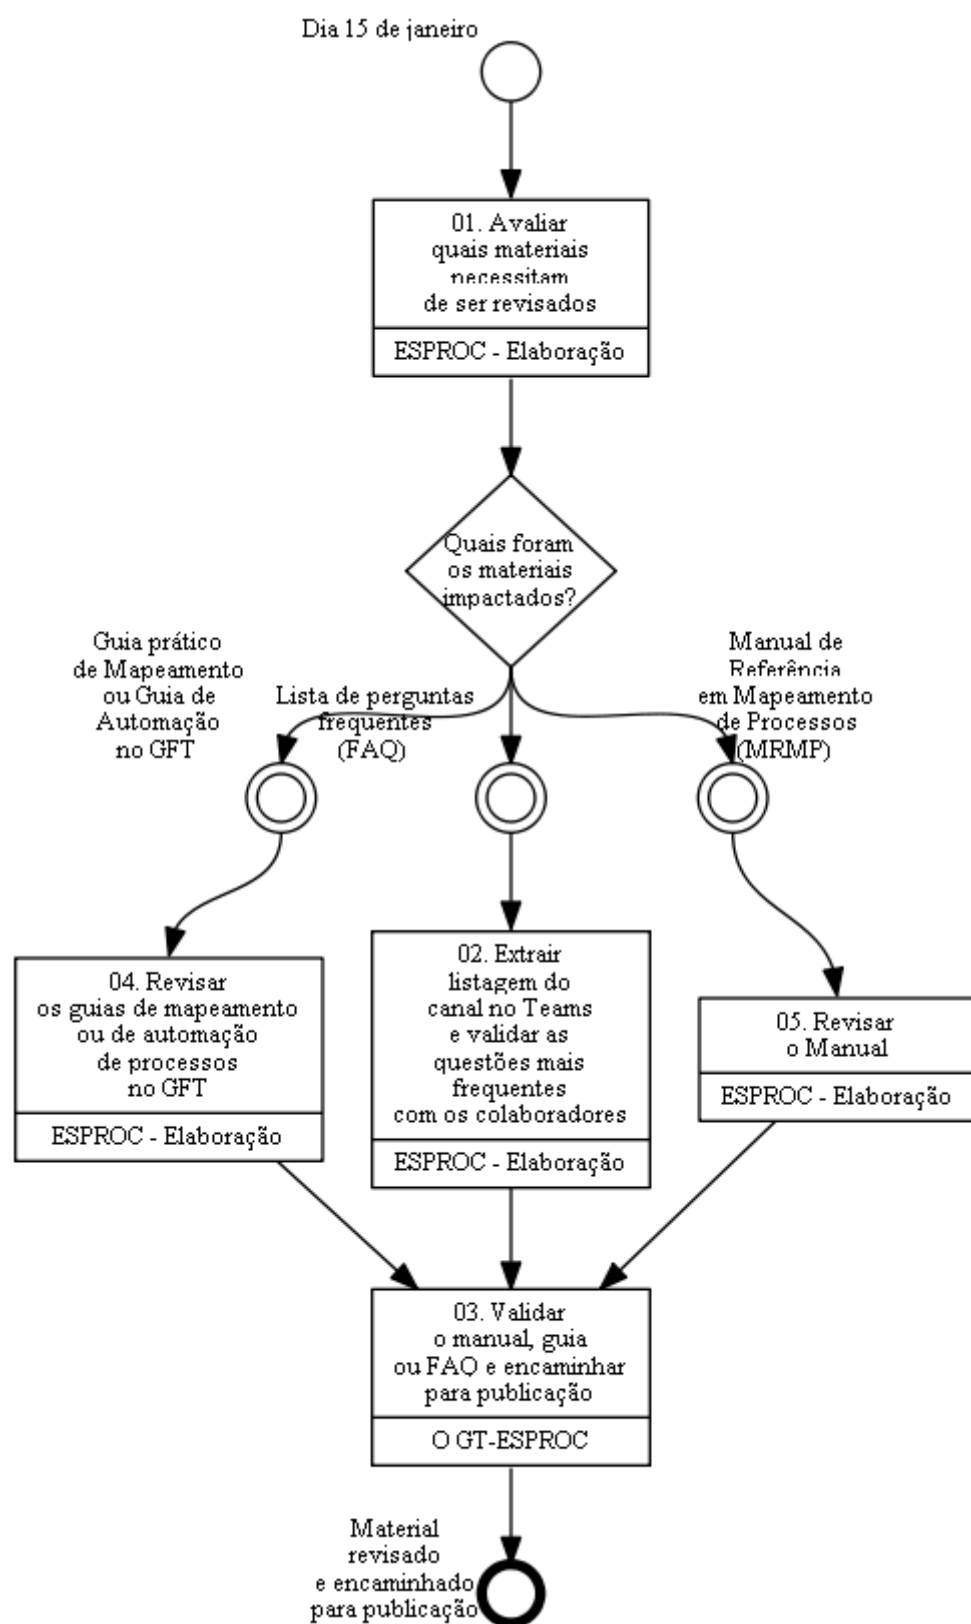 Dia 15 de janeiro
01. Avaliar
quais materiais
necessitam
de ser revisados
ESPROC - Elaboração
Quais foram
os materiais
impactados?
Guia prático
de Mapeamento
ou Guia de
Automação
no GFT
Lista de perguntas
frequentes
(FAQ)
Manual de
Referência
em Mapeamento
de Processos
(MRMP)
04. Revisar
os guias de mapeamento
ou de automação
de processos
no GFT
ESPROC - Elaboração
02. Extrair
listagem do
canal no Teams
e validar as
questões mais
frequentes
com os colaboradores
ESPROC - Elaboração
05. Revisar
o Manual
ESPROC - Elaboração
03. Validar
o manual, guia
ou FAQ e encaminhar
para publicação
O GT-ESPROC
Material
revisado
e encaminhado
para publicação